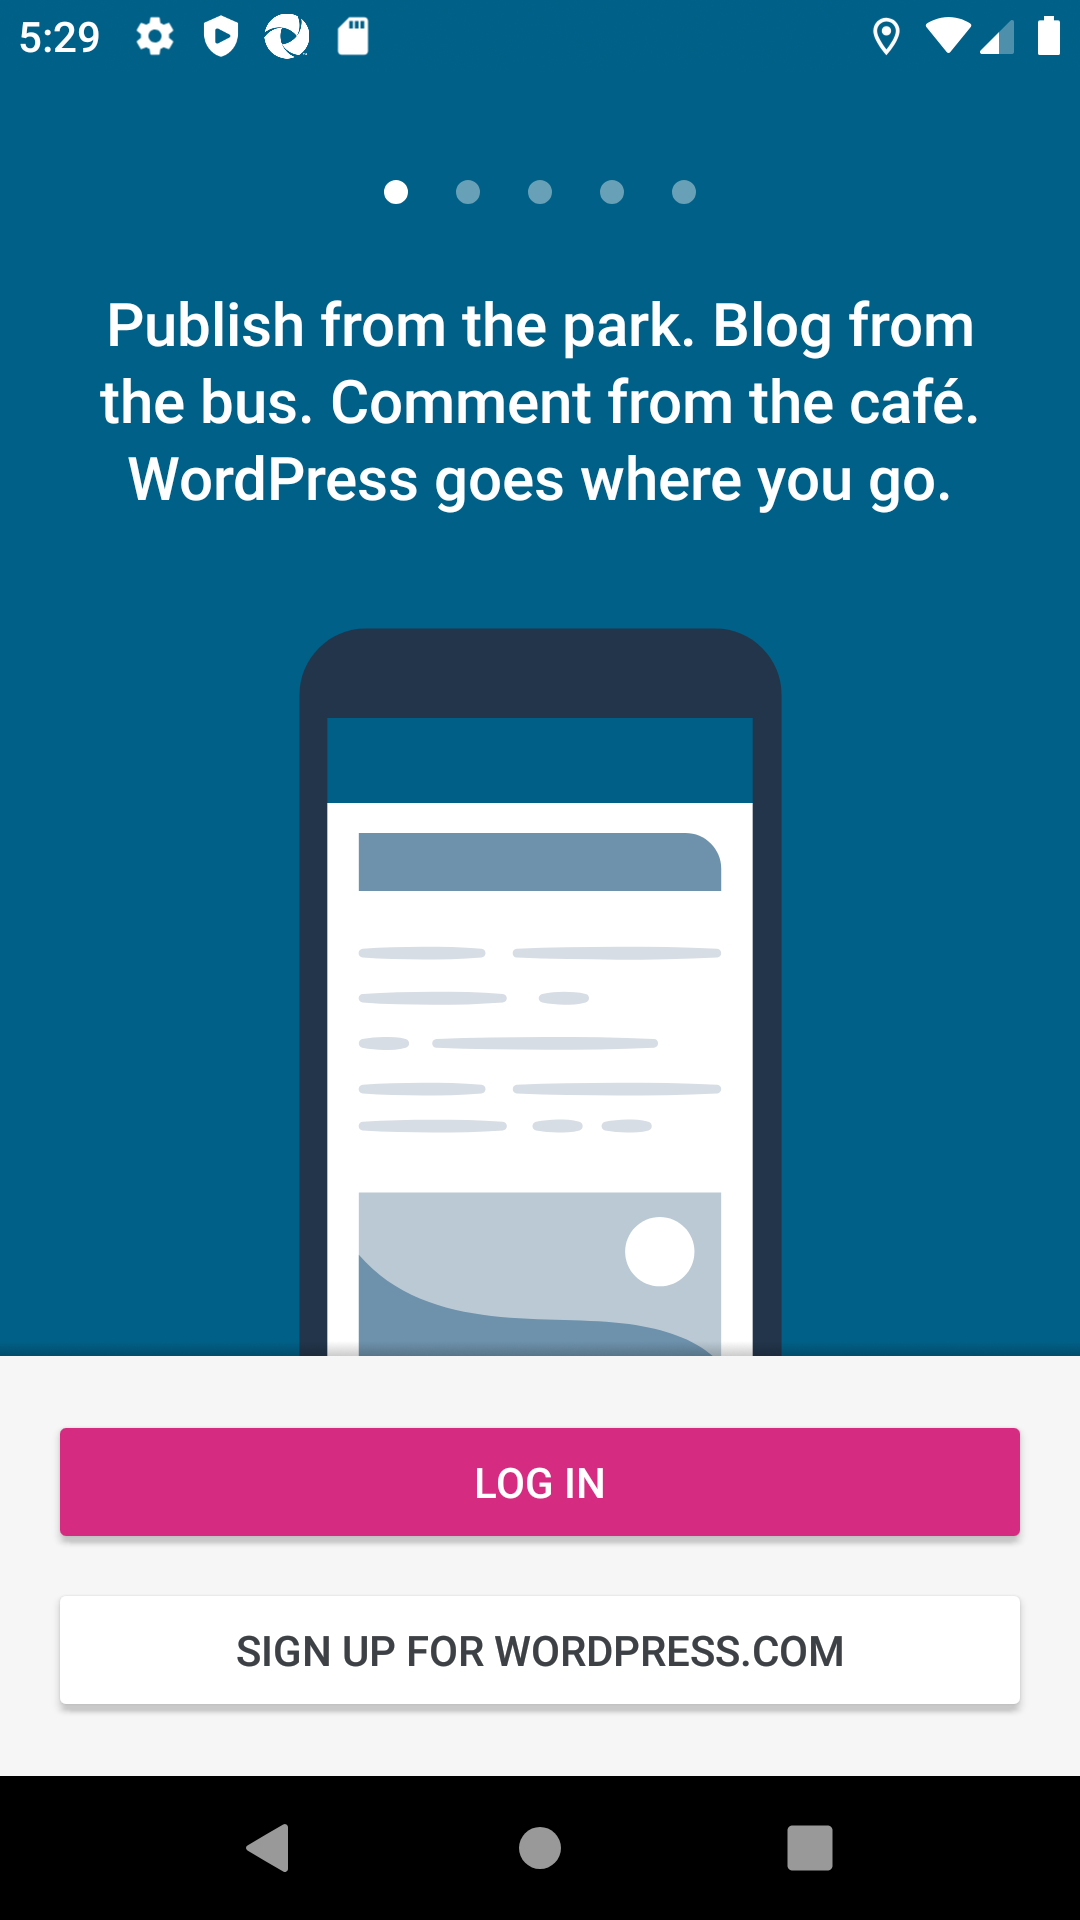 5:29
Publish from the park. Blog from
the bus. Comment from the café.
WordPress goes where you go.
LOG IN
SIGN UP FOR WORDPRESS.COM